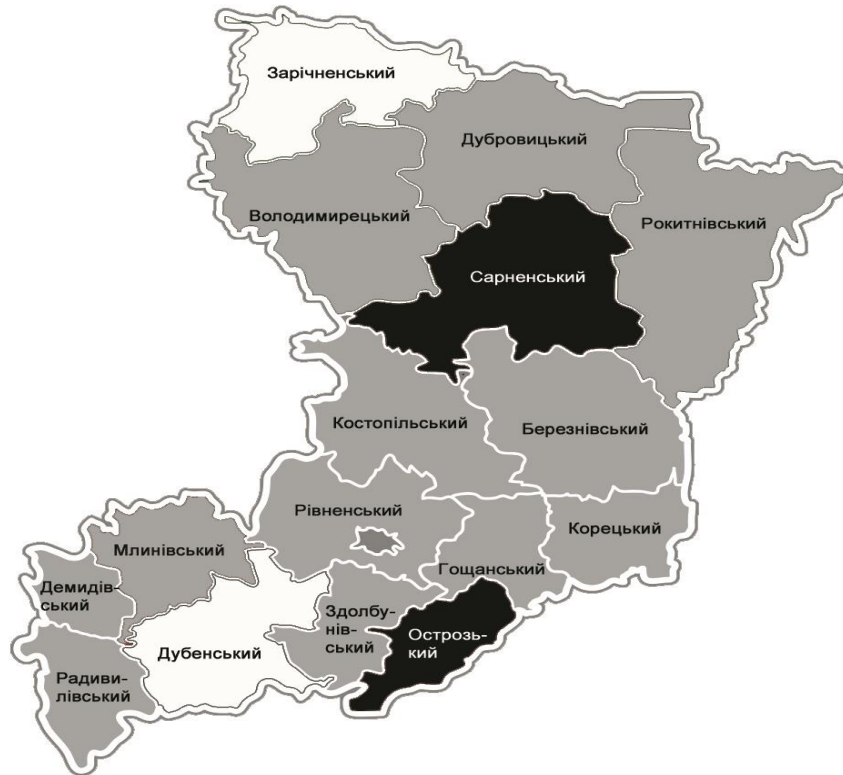 Зарічненський
Дубровицький
Володимирецький
Рокитнівський
Сарненський
Костопільський
Березнівський
Рівненський
Корецький
Млинівський
Гощанський
Демидів-
ський
Здолбу-
нів-
ський
Острозь-
кий
Дубенський
Радиви-
лівський